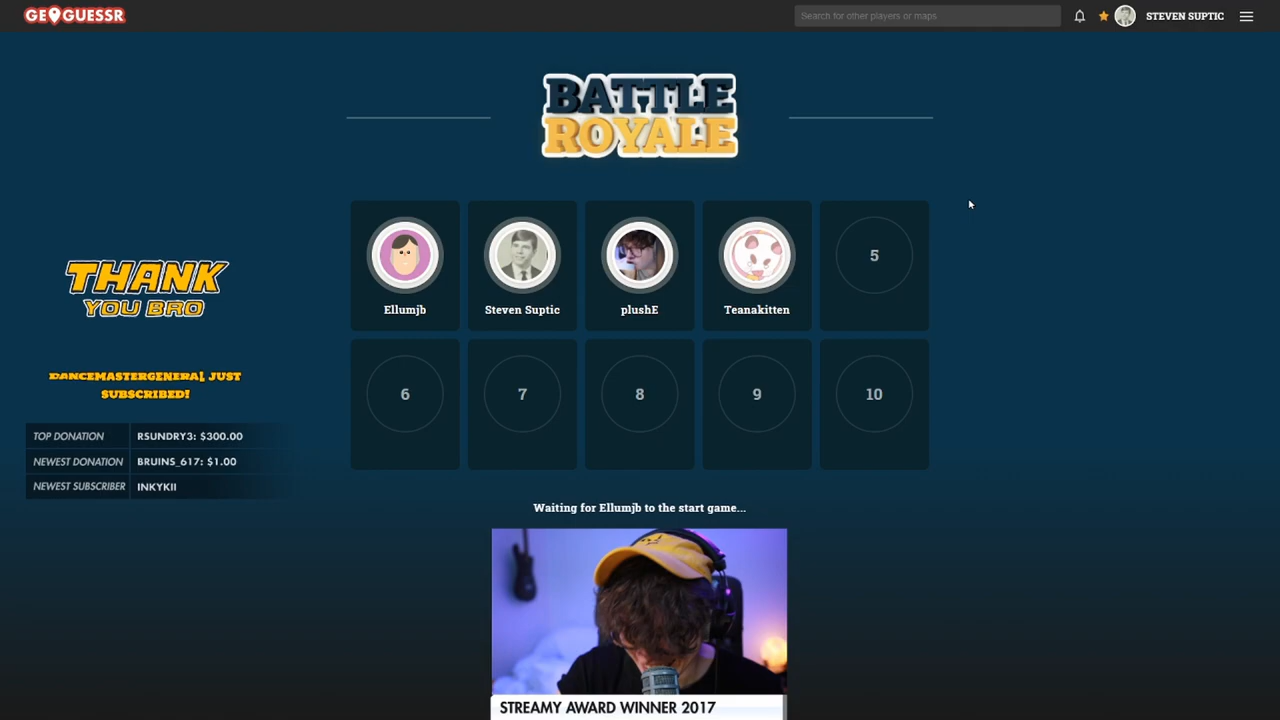 GEOGUESSR
Search for other players or maps
STEVEN SUPTIC
BATTLE
ROYALE
Ellumjb
Steven Suptic
plushE
Teanakitten
5
6
7
8
9
10
THANK
YOU BRO
DANCEMASTERGENERAL JUST
SUBSCRIBED!
TOP DONATION RSUNDRY3: $300.00
NEWEST DONATION BRUINS_617: $1.00
NEWEST SUBSCRIBER INKYKII
Waiting for Ellumjb to the start game...
STREAMY AWARD WINNER 2017